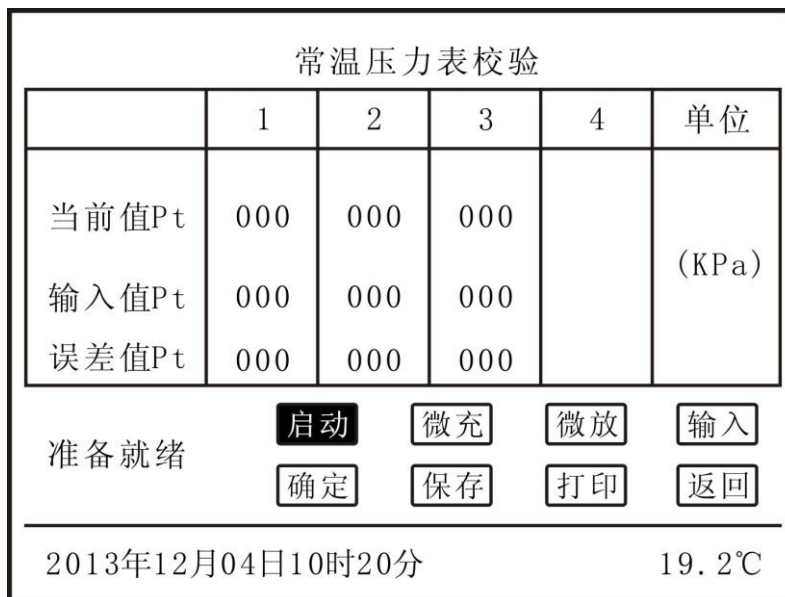 常温压力表校验
1 2 3 4 单位
当前值Pt 000 000 000
(KPa)
输入值Pt 000 000 000
误差值Pt 000 000 000
启动 微充 微放 输入
准备就绪
确定 保存 打印 返回
2013年12月04日10时20分 19.2℃